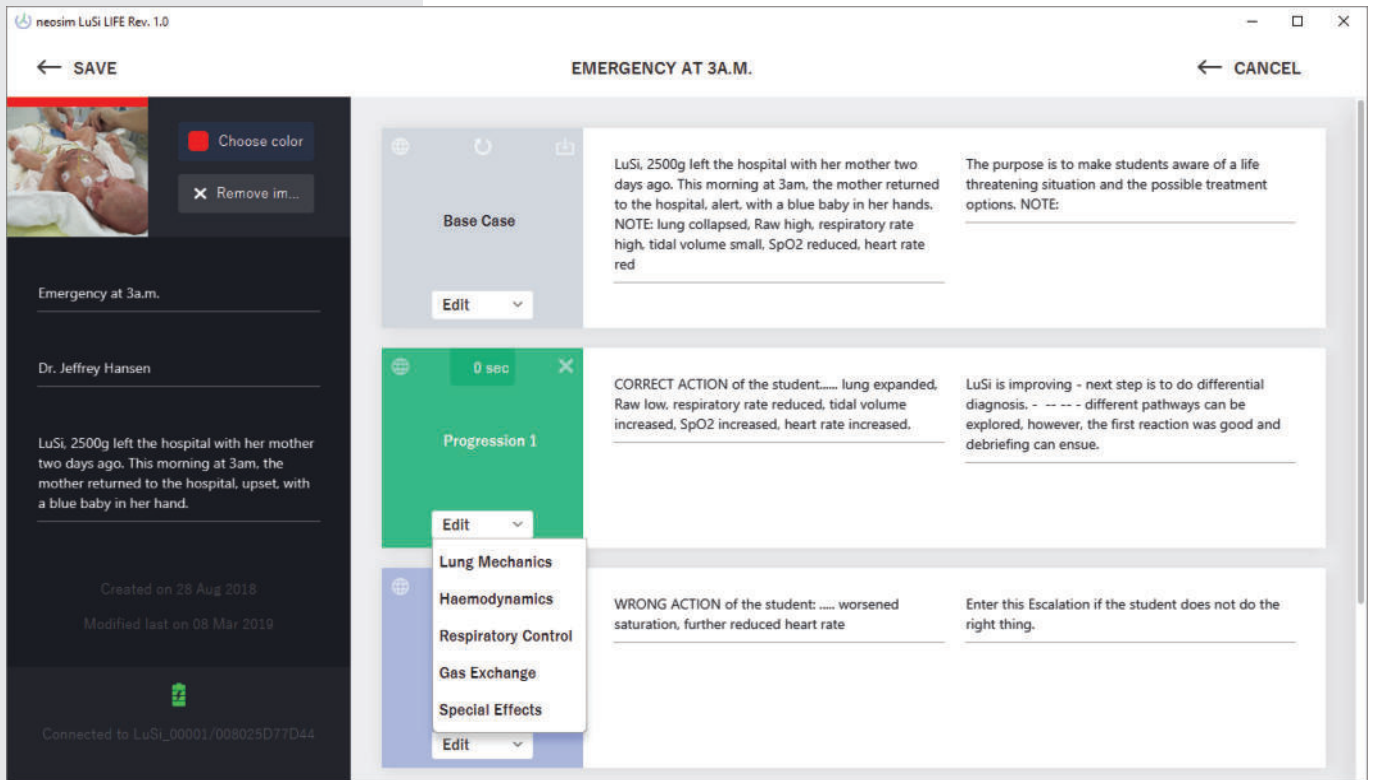 neosim LuSi LIFE Rev. 1.0
← SAVE
EMERGENCY AT 3A.M.
← CANCEL
Choose color
Remove im...
Emergency at 3a.m.
Dr. Jeffrey Hansen
LuSi, 2500g left the hospital with her mother
two days ago. This morning at 3am, the
mother returned to the hospital, upset, with
a blue baby in her hand.
Created on 28 Aug 2018
Modified last on 08 Mar 2019
Connected to LuSi_00001/008025D77D44
Base Case
Edit
LuSi, 2500g left the hospital with her mother two
days ago. This morning at 3am, the mother returned
to the hospital, alert, with a blue baby in her hands.
NOTE: lung collapsed, Raw high, respiratory rate
high, tidal volume small, SpO2 reduced, heart rate
red
The purpose is to make students aware of a life
threatening situation and the possible treatment
options. NOTE:
0 sec
Progression 1
Edit
Lung Mechanics
Haemodynamics
Respiratory Control
Gas Exchange
Special Effects
CORRECT ACTION of the student...... lung expanded,
Raw low, respiratory rate reduced, tidal volume
increased, SpO2 increased, heart rate increased.
LuSi is improving - next step is to do differential
diagnosis. - -- -- - different pathways can be
explored, however, the first reaction was good and
debriefing can ensue.
Edit
WRONG ACTION of the student: ..... worsened
saturation, further reduced heart rate
Enter this Escalation if the student does not do the
right thing.